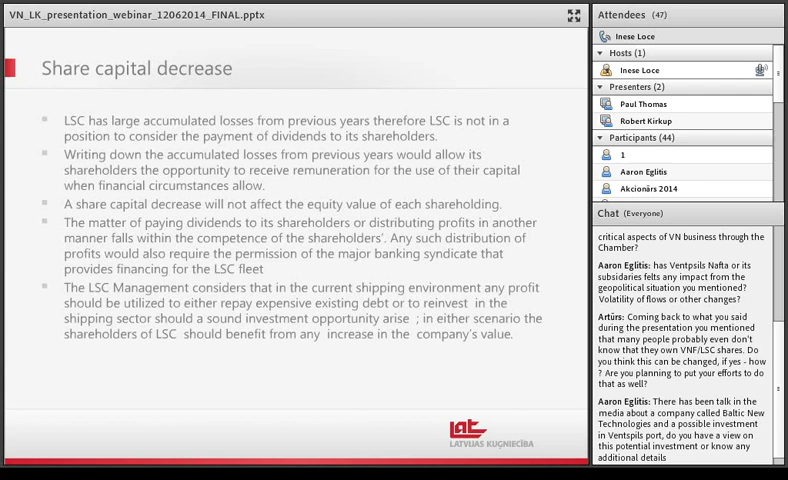 VN_LK_presentation_webinar_12062014_FINAL.pptx
Share capital decrease
LSC has large accumulated losses from previous years therefore LSC is not in a
position to consider the payment of dividends to its shareholders.
Writing down the accumulated losses from previous years would allow its
shareholders the opportunity to receive remuneration for the use of their capital
when financial circumstances allow.
A share capital decrease will not affect the equity value of each shareholding.
The matter of paying dividends to its shareholders or distributing profits in another
manner falls within the competence of the shareholders'. Any such distribution of
profits would also require the permission of the major banking syndicate that
provides financing for the LSC fleet
The LSC Management considers that in the current shipping environment any profit
should be utilized to either repay expensive existing debt or to reinvest in the
shipping sector should a sound investment opportunity arise ; in either scenario the
shareholders of LSC should benefit from any increase in the company's value.
Lat
LATVIJAS KUĢNIECĪBA
Attendees (47)
Inese Loce
Hosts (1)
Inese Loce
Presenters (2)
Paul Thomas
Robert Kirkup
Participants (44)
1
Aaron Eglitis
Akcionārs 2014
Chat (Everyone)
critical aspects of VN business through the
Chamber?
Aaron Eglitis: has Ventpsils Nafta or its
subsidaries felts any impact from the
geopolitical situation you mentioned?
Volatility of flows or other changes?
Artūrs: Coming back to what you said
during the presentation you mentioned
that many people probably even don't
know that they own VNF/LSC shares. Do
you think this can be changed, if yes - how
? Are you planning to put your efforts to do
that as well?
Aaron Eglitis: There has been talk in the
media about a company called Baltic New
Technologies and a possible investment
in Ventspils port, do you have a view on
this potential investment or know any
additional details